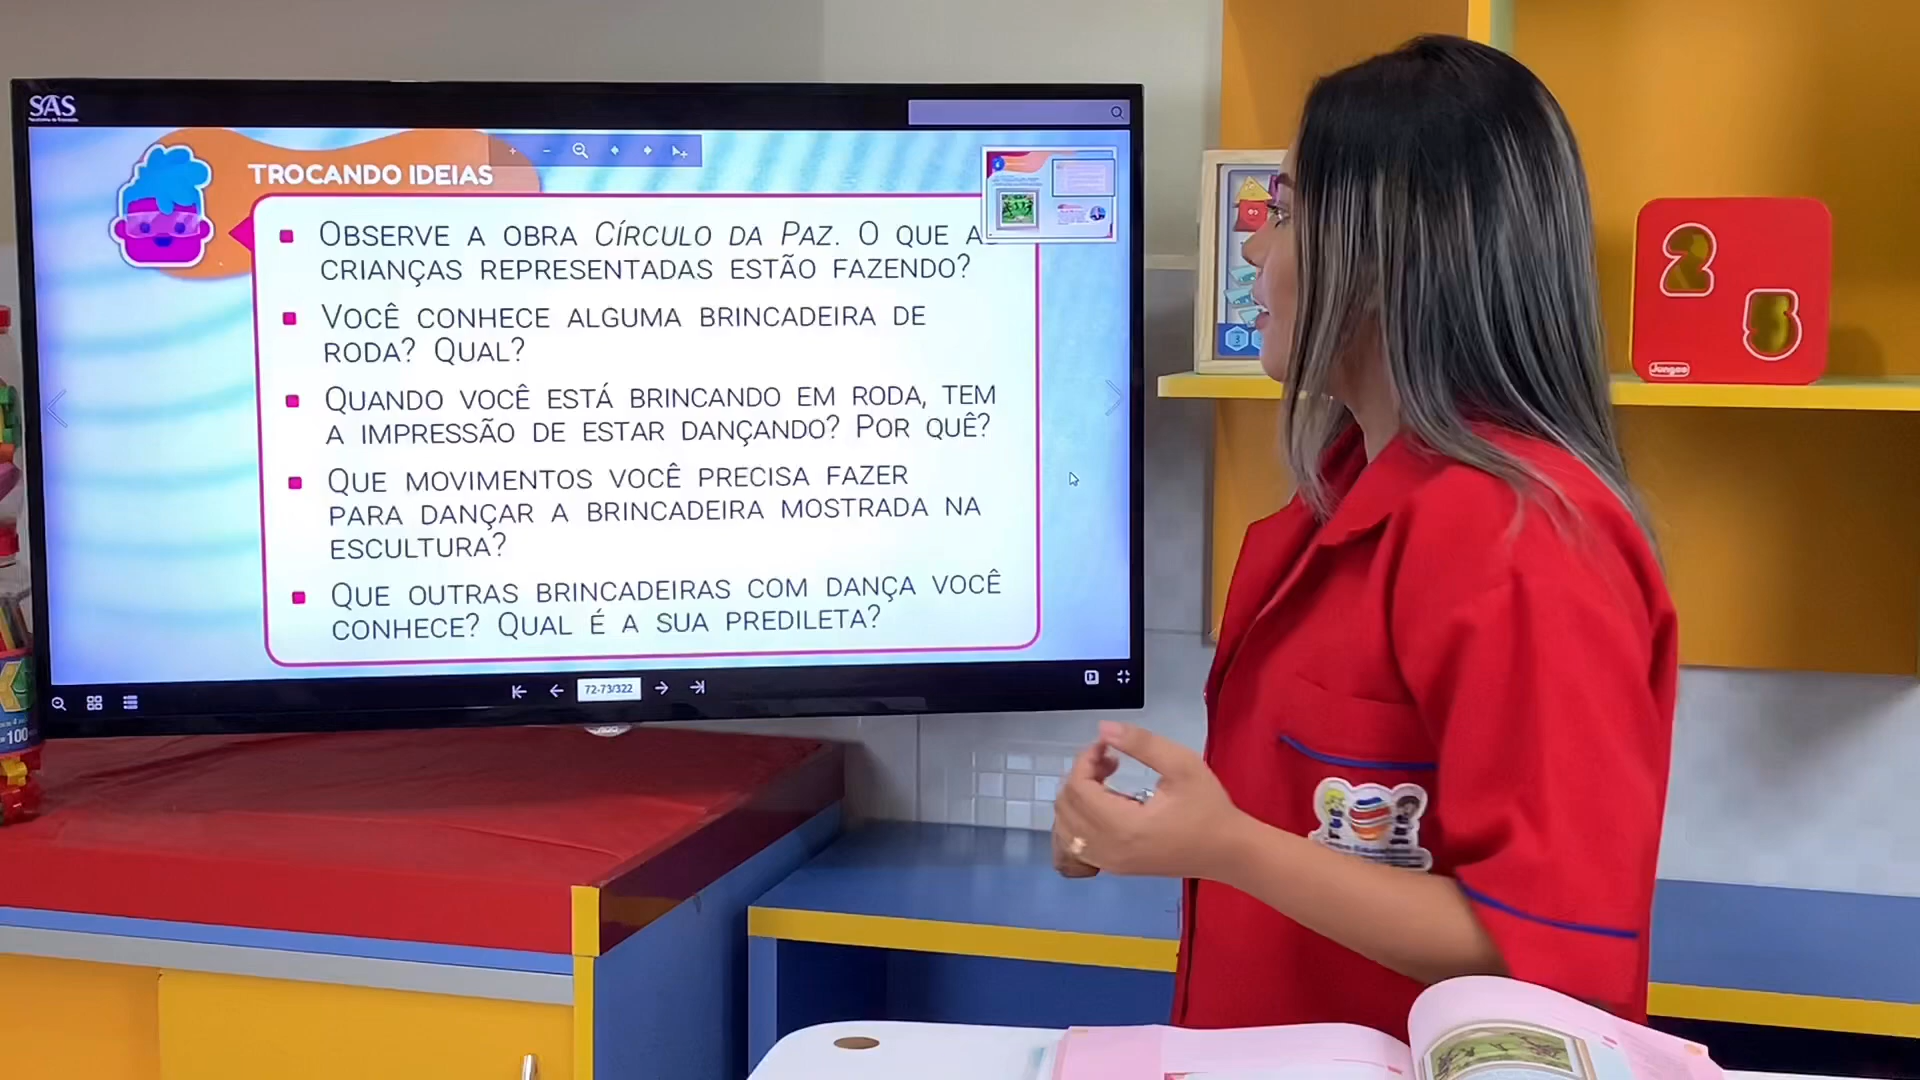 SAS
TROCANDO IDEIAS
OBSERVE A OBRA CÍRCULO DA PAZ. O QUE AS
CRIANÇAS REPRESENTADAS ESTÃO FAZENDO?
VOCÊ CONHECE ALGUMA BRINCADEIRA DE
RODA? QUAL?
QUANDO VOCÊ ESTÁ BRINCANDO EM RODA, TEM
A IMPRESSÃO DE ESTAR DANÇANDO? POR QUÊ?
QUE MOVIMENTOS VOCÊ PRECISA FAZER
PARA DANÇAR A BRINCADEIRA MOSTRADA NA
ESCULTURA?
QUE OUTRAS BRINCADEIRAS COM DANÇA VOCÊ
CONHECE? QUAL É A SUA PREDILETA?
72-73/322
2
5
Junges
3
100